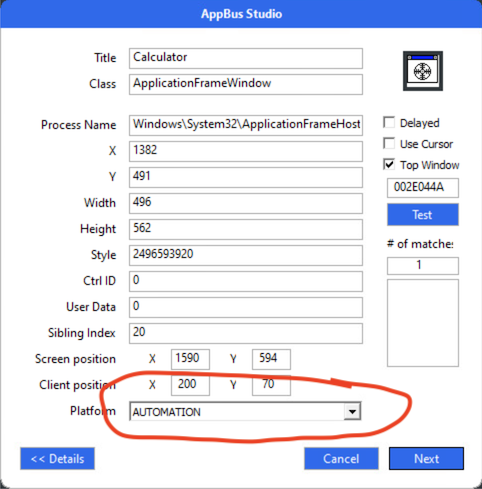 AppBus Studio
Title Calculator
Class ApplicationFrameWindow
Process Name Windows\System32\ApplicationFrameHost
Delayed
X 1382
Use Cursor
Y 491
Top Window
Width 496
002E044A
Height 562
Test
Style 2496593920
# of matches
Ctrl ID 0
1
User Data 0
Sibling Index 20
Screen position X 1590 Y 594
Client position X 200 Y 70
Platform AUTOMATION
<< Details Cancel Next